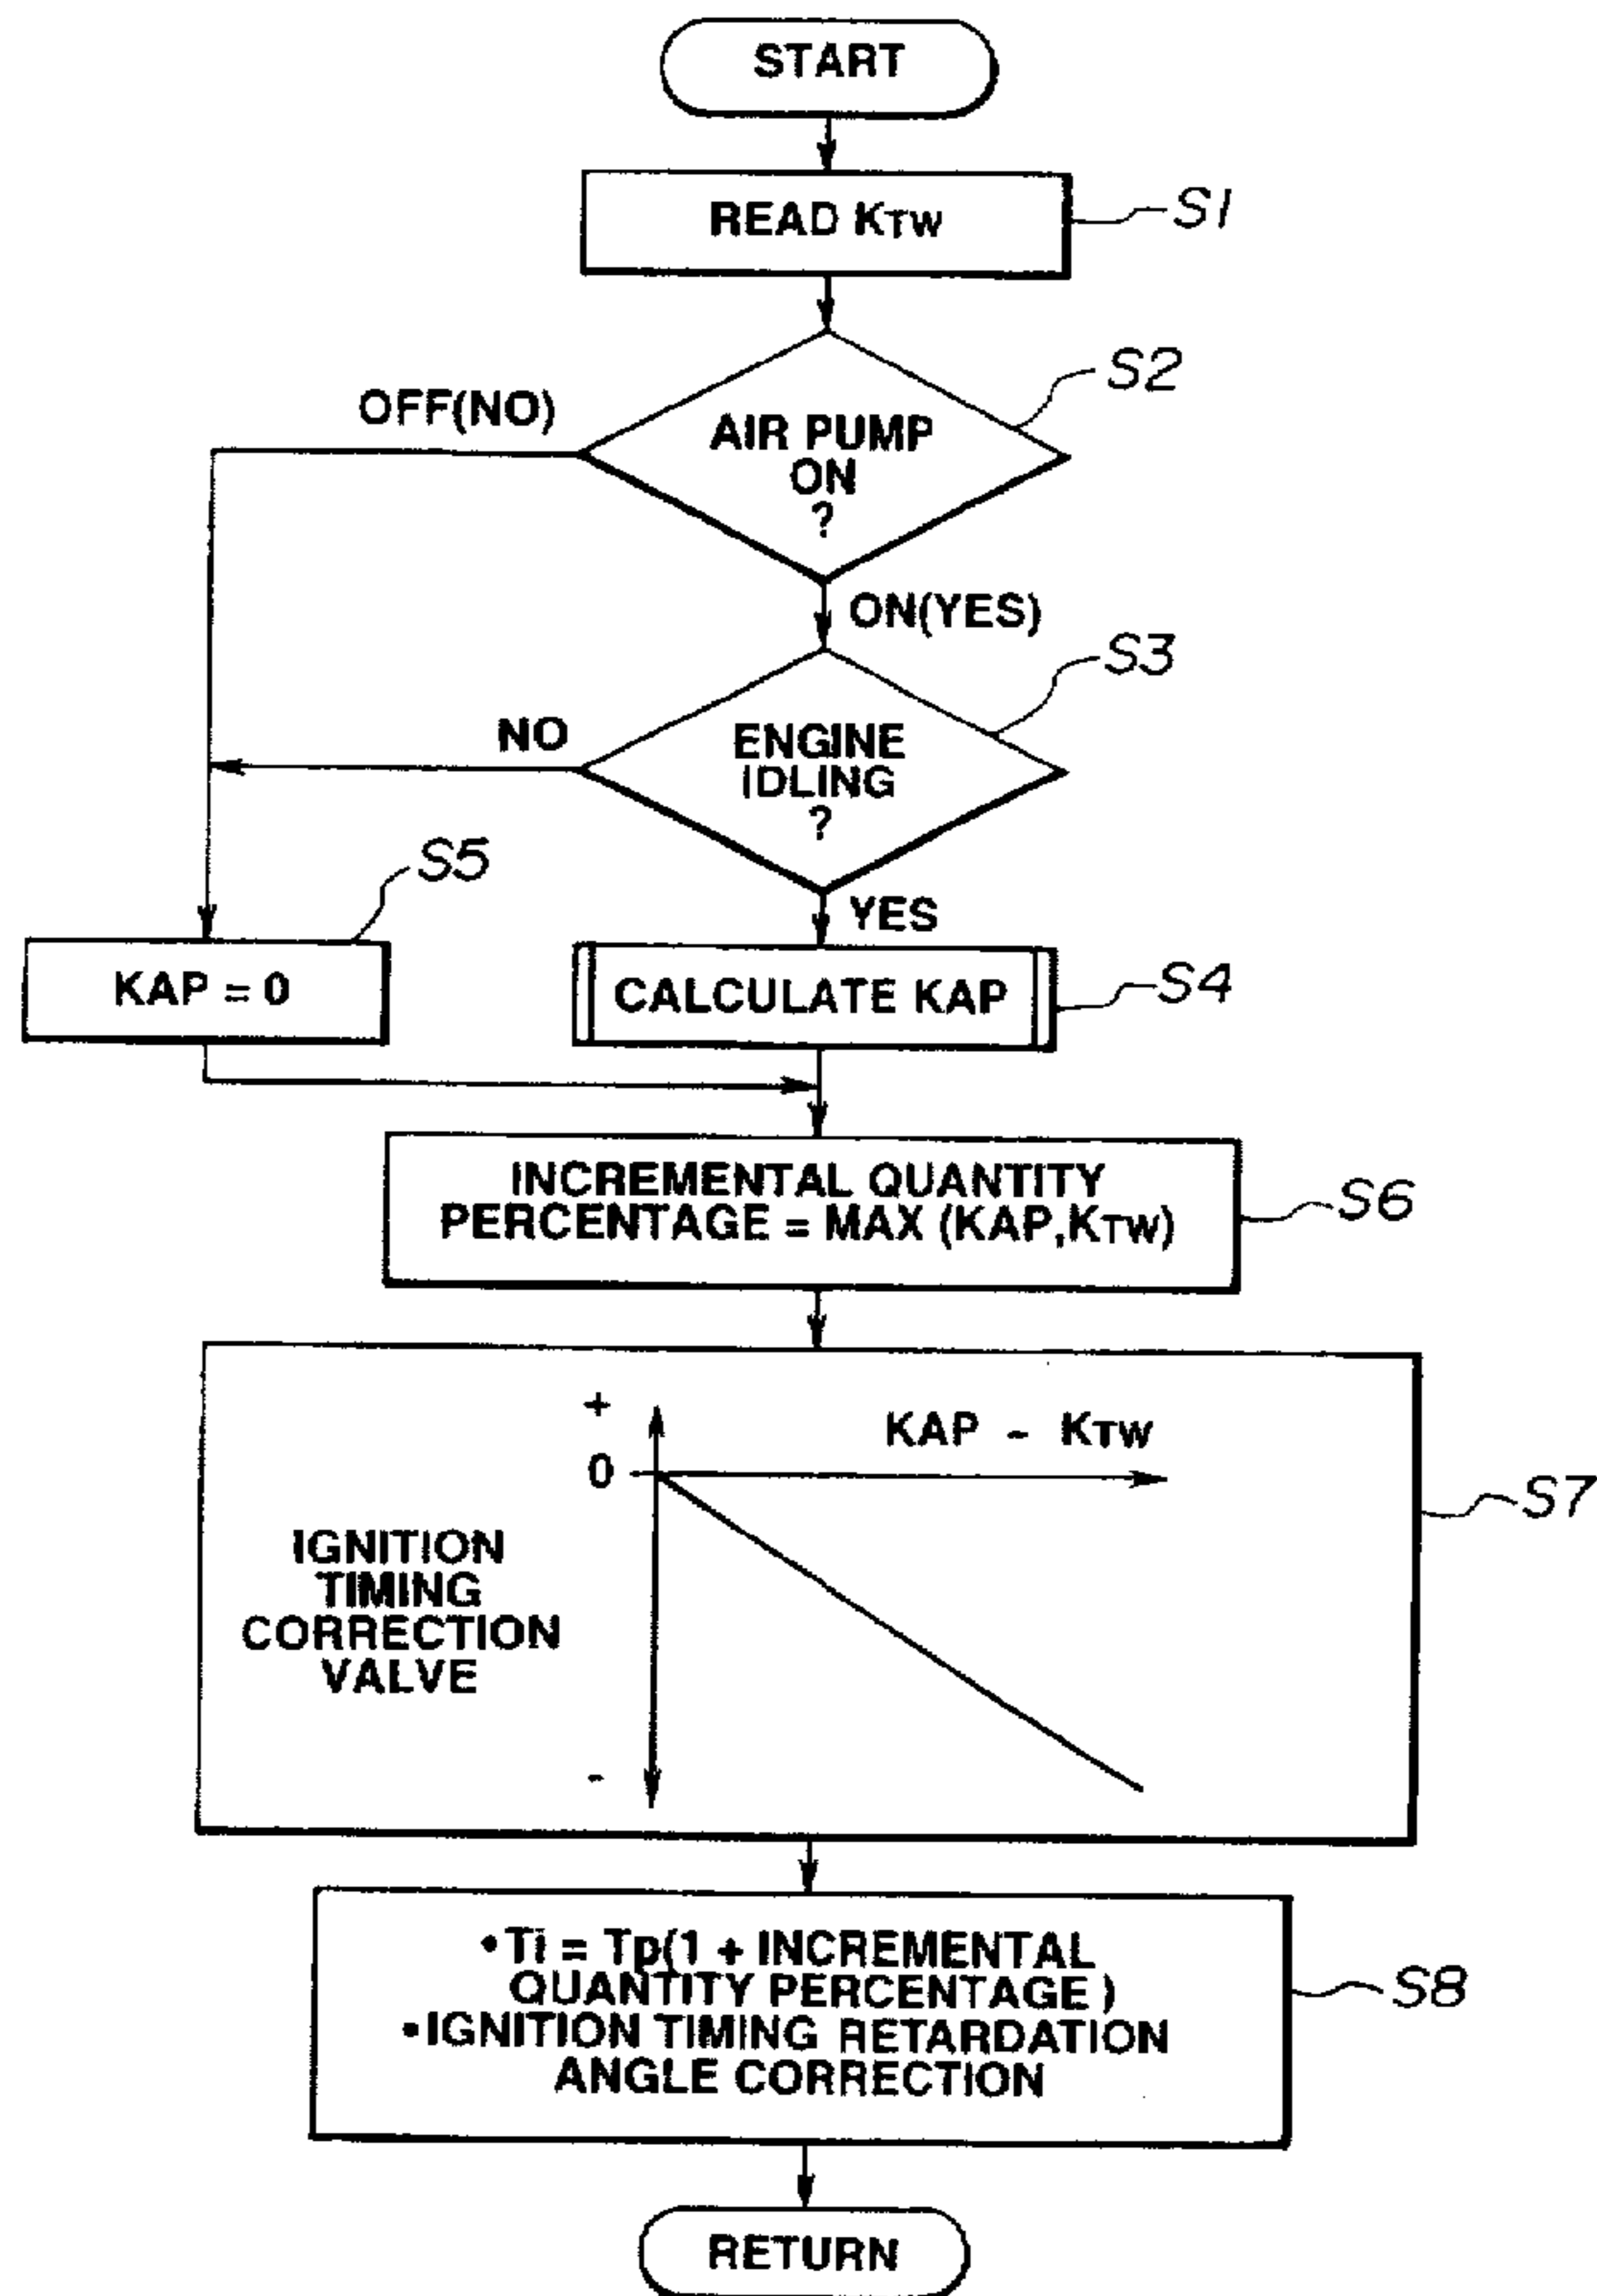 START
READ KTW
S1
S2
OFF(NO)
AIR PUMP
ON
?
ON(YES)
S3
NO
ENGINE
IDLING
?
S5
YES
KAP = 0
CALCULATE KAP
S4
INCREMENTAL QUANTITY
PERCENTAGE = MAX (KAP,KTW)
S6
+
KAP - KTW
0
S7
IGNITION
TIMING
CORRECTION
VALVE
-
•Ti = Tp(1 + INCREMENTAL
QUANTITY PERCENTAGE)
•IGNITION TIMING RETARDATION
ANGLE CORRECTION
S8
RETURN